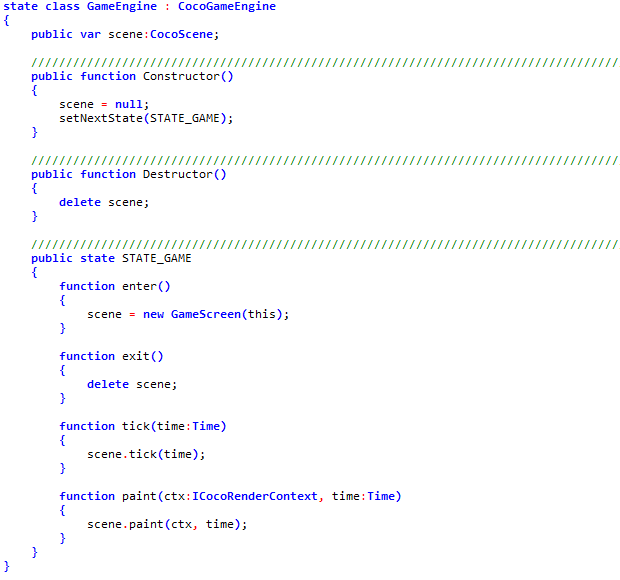 state class GameEngine : CocoGameEngine
{
    public var scene:CocoScene;

    ////////////////////////////////////////////////////////////////////////////////////
    public function Constructor()
    {
        scene = null;
        setNextState(STATE_GAME);
    }

    ////////////////////////////////////////////////////////////////////////////////////
    public function Destructor()
    {
        delete scene;
    }

    ////////////////////////////////////////////////////////////////////////////////////
    public state STATE_GAME
    {
        function enter()
        {
            scene = new GameScreen(this);
        }

        function exit()
        {
            delete scene;
        }

        function tick(time:Time)
        {
            scene.tick(time);
        }

        function paint(ctx:ICocoRenderContext, time:Time)
        {
            scene.paint(ctx, time);
        }
    }
}